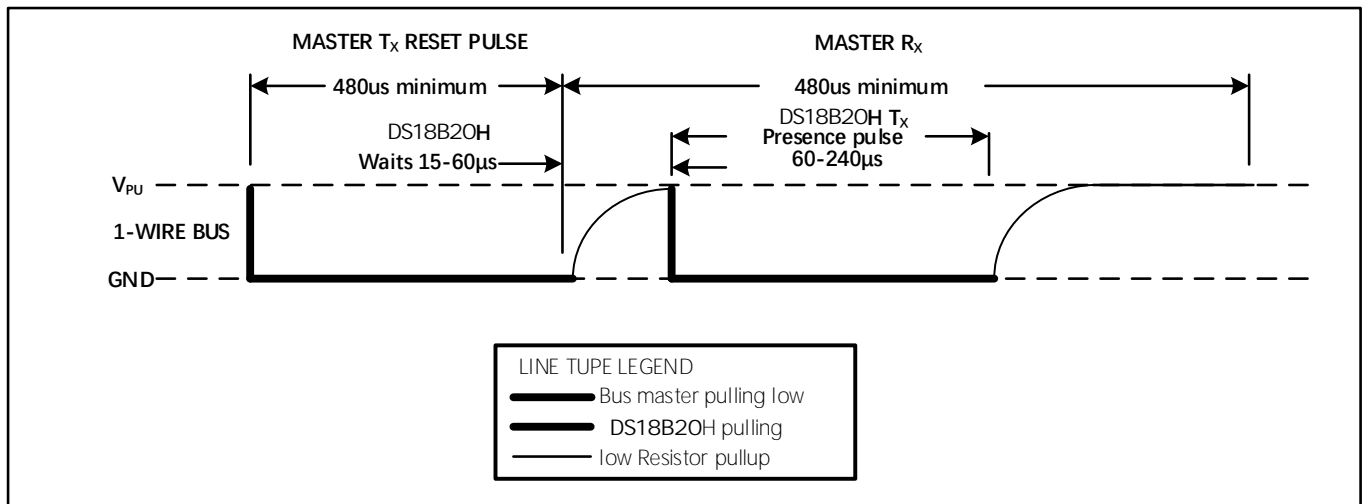 MASTER TX RESET PULSE
MASTER RX
480us minimum
480us minimum
DS18B20H
Waits 15-60μs
DS18B20H TX
Presence pulse
60-240μs
VPU
1-WIRE BUS
GND
LINE TUPE LEGEND
Bus master pulling low
DS18B20H pulling
low Resistor pullup